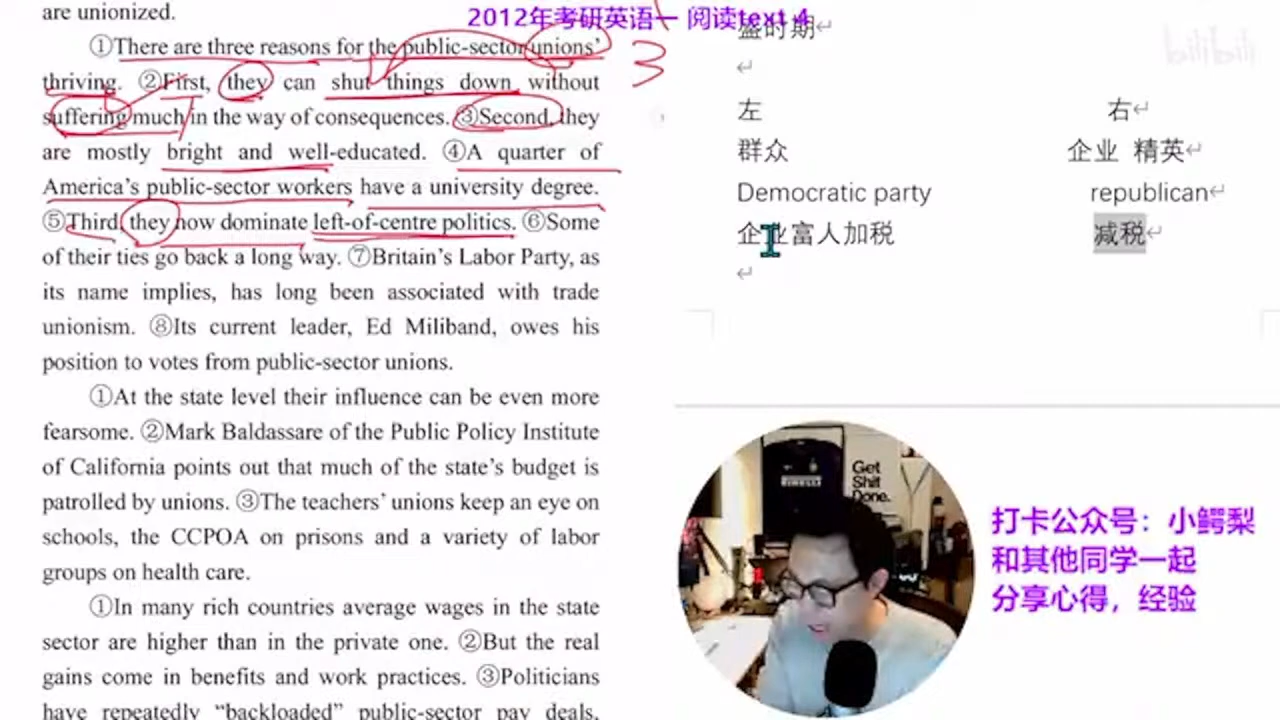 are unionized.
2012年考研英语一 阅读text 4
①There are three reasons for the public-sector unions'
thriving. ②First, they can shut things down without
suffering much in the way of consequences. ③Second, they
are mostly bright and well-educated. ④A quarter of
America's public-sector workers have a university degree.
⑤Third, they now dominate left-of-centre politics. ⑥Some
of their ties go back a long way. ⑦Britain's Labor Party, as
its name implies, has long been associated with trade
unionism. ⑧Its current leader, Ed Miliband, owes his
position to votes from public-sector unions.
①At the state level their influence can be even more
fearsome. ②Mark Baldassare of the Public Policy Institute
of California points out that much of the state's budget is
patrolled by unions. ③The teachers' unions keep an eye on
schools, the CCPOA on prisons and a variety of labor
groups on health care.
①In many rich countries average wages in the state
sector are higher than in the private one. ②But the real
gains come in benefits and work practices. ③Politicians
have repeatedly "backloaded" public-sector pay deals,
3
盛时期
bilibili
左 右
群众 企业 精英
Democratic party republican
企业富人加税 减税
PIRELLI
Get
Shit
Done.
打卡公众号：小鳄梨
和其他同学一起
分享心得，经验